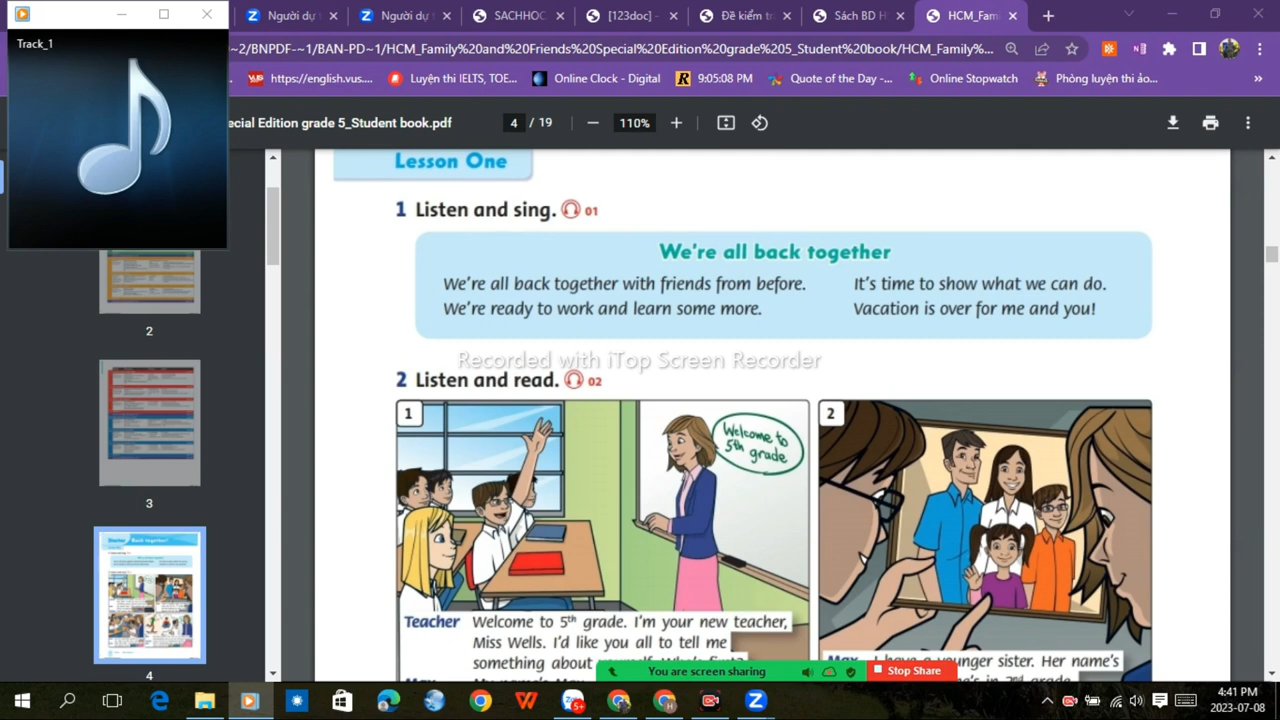 Người dự t
Người dự t
SACHHOC
[123doc] -
Đề kiểm tr
Sách BD H
HCM_Fami
Track_1
~2/BNPDF-~1/BAN-PD~1/HCM_Family%20and%20Friends%20Special%20Edition%20grade%205_Student%20book/HCM_Family%...
https://english.vus....
Luyện thi IELTS, TOE...
Online Clock - Digital
9:05:08 PM
Quote of the Day -...
Online Stopwatch
Phòng luyện thi ảo...
ecial Edition grade 5_Student book.pdf
4 / 19
110%
Lesson One
1 Listen and sing. 01
We're all back together
We're all back together with friends from before.
We're ready to work and learn some more.
It's time to show what we can do.
Vacation is over for me and you!
Recorded with iTop Screen Recorder
2 Listen and read. 02
1
Welcome to
5th grade
Teacher Welcome to 5th grade. I'm your new teacher,
Miss Wells. I'd like you all to tell me
something about
2
I have a younger sister. Her name's
2
3
4
You are screen sharing
Stop Share
5+
4:41 PM
2023-07-08